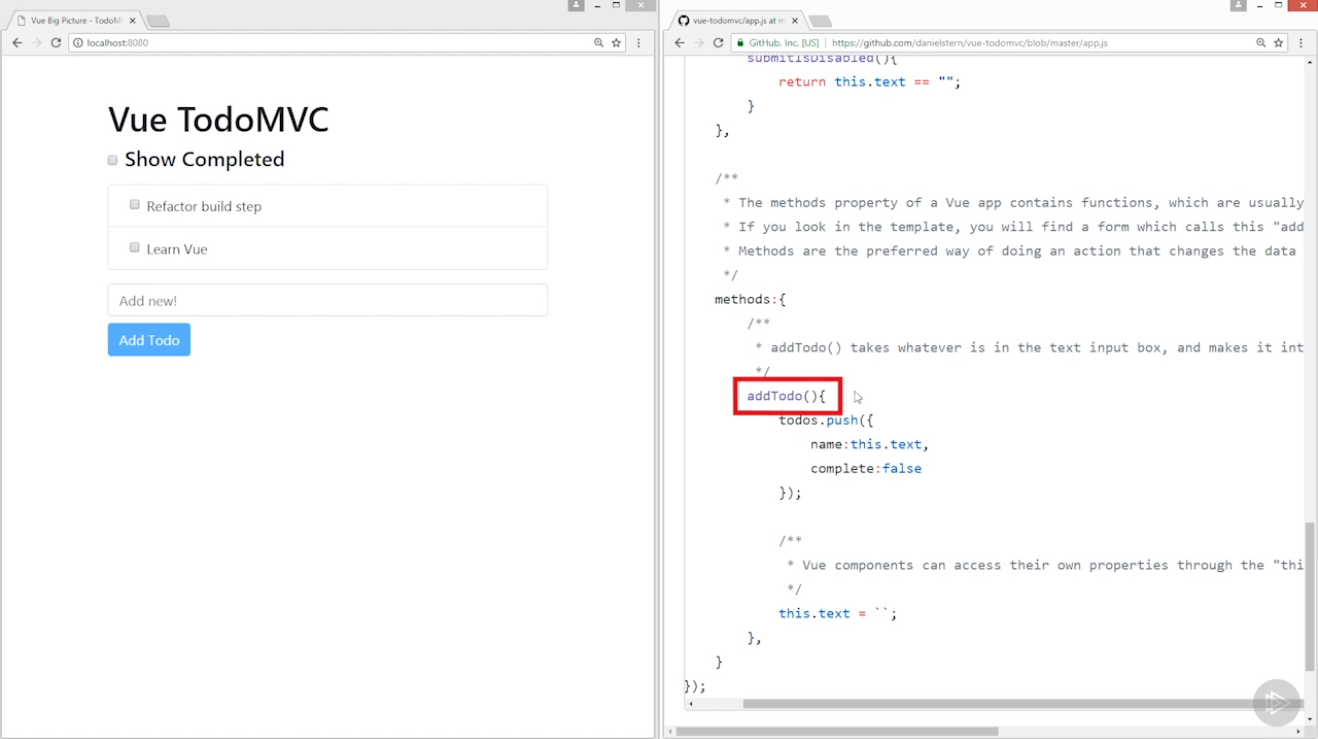 Vue Big Picture - TodoM
localhost:8080
Vue TodoMVC
Show Completed
Refactor build step
Learn Vue
Add new!
Add Todo
vue-todomvc/app.js at m
GitHub, Inc. [US]
https://github.com/danielstern/vue-todomvc/blob/master/app.js
submitIsDisabled(){
return this.text == "";
}
},
/**
* The methods property of a Vue app contains functions, which are usually
* If you look in the template, you will find a form which calls this "add
* Methods are the preferred way of doing an action that changes the data
*/
methods:{
/**
* addTodo() takes whatever is in the text input box, and makes it int
*/
addTodo(){
todos.push({
name:this.text,
complete:false
});
/**
* Vue components can access their own properties through the "thi
*/
this.text = ``;
},
}
});